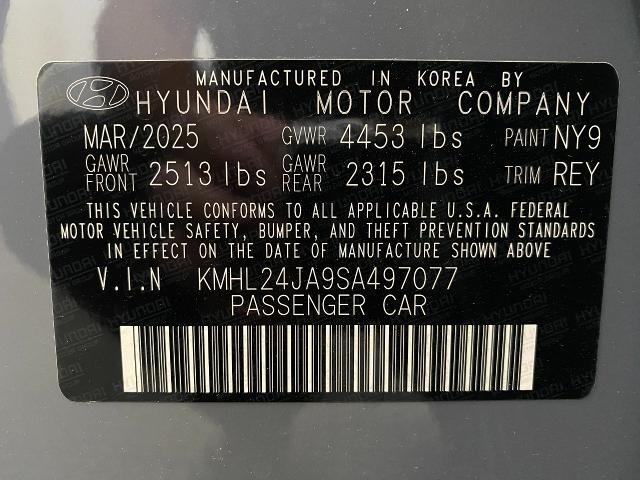 MANUFACTURED IN KOREA BY
HYUNDAI MOTOR COMPANY
MAR/2025 GVWR 4453 lbs PAINT NY9
GAWR FRONT 2513 lbs GAWR REAR 2315 lbs TRIM REY
THIS VEHICLE CONFORMS TO ALL APPLICABLE U.S.A. FEDERAL
MOTOR VEHICLE SAFETY, BUMPER, AND THEFT PREVENTION STANDARDS
IN EFFECT ON THE DATE OF MANUFACTURE SHOWN ABOVE
V.I.N KMHL24JA9SA497077
PASSENGER CAR